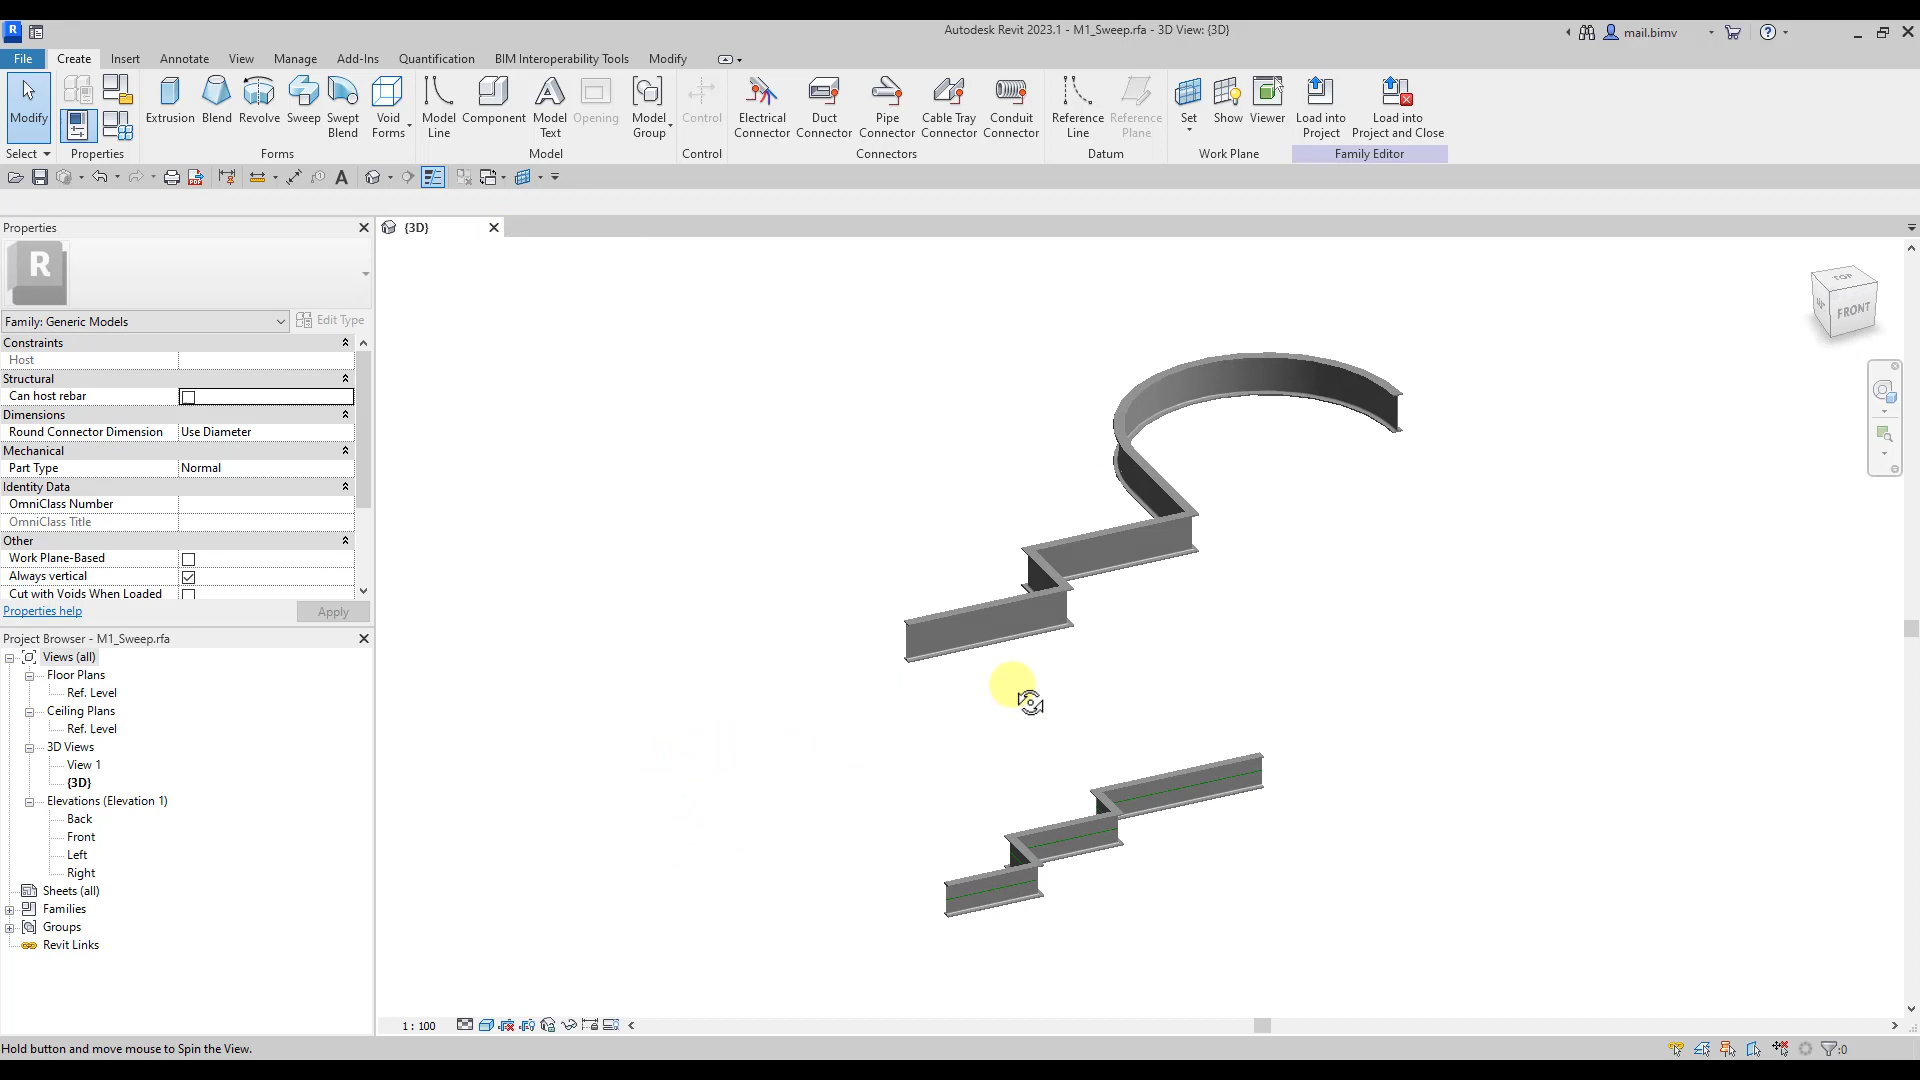 Autodesk Revit 2023.1 - M1_Sweep.rfa - 3D View: {3D}
mail.bimv
File Create Insert Annotate View Manage Add-Ins Quantification BIM Interoperability Tools Modify
Modify
Extrusion Blend Revolve Sweep Swept Blend Void Forms
Model Line Component Model Text Opening Model Group Control
Electrical Connector Duct Connector Pipe Connector Cable Tray Connector Conduit Connector
Reference Line Reference Plane Set Show Viewer Load into Project Load into Project and Close
Select Properties Forms Model Control Connectors Datum Work Plane Family Editor
Properties
{3D}
R
Family: Generic Models
Edit Type
Constraints
Host
Structural
Can host rebar
Dimensions
Round Connector Dimension Use Diameter
Mechanical
Part Type Normal
Identity Data
OmniClass Number
OmniClass Title
Other
Work Plane-Based
Always vertical
Cut with Voids When Loaded
Properties help
Apply
Project Browser - M1_Sweep.rfa
Views (all)
Floor Plans
Ref. Level
Ceiling Plans
Ref. Level
3D Views
View 1
{3D}
Elevations (Elevation 1)
Back
Front
Left
Right
Sheets (all)
Families
Groups
Revit Links
TOP
FRONT
1 : 100
Hold button and move mouse to Spin the View.
:0